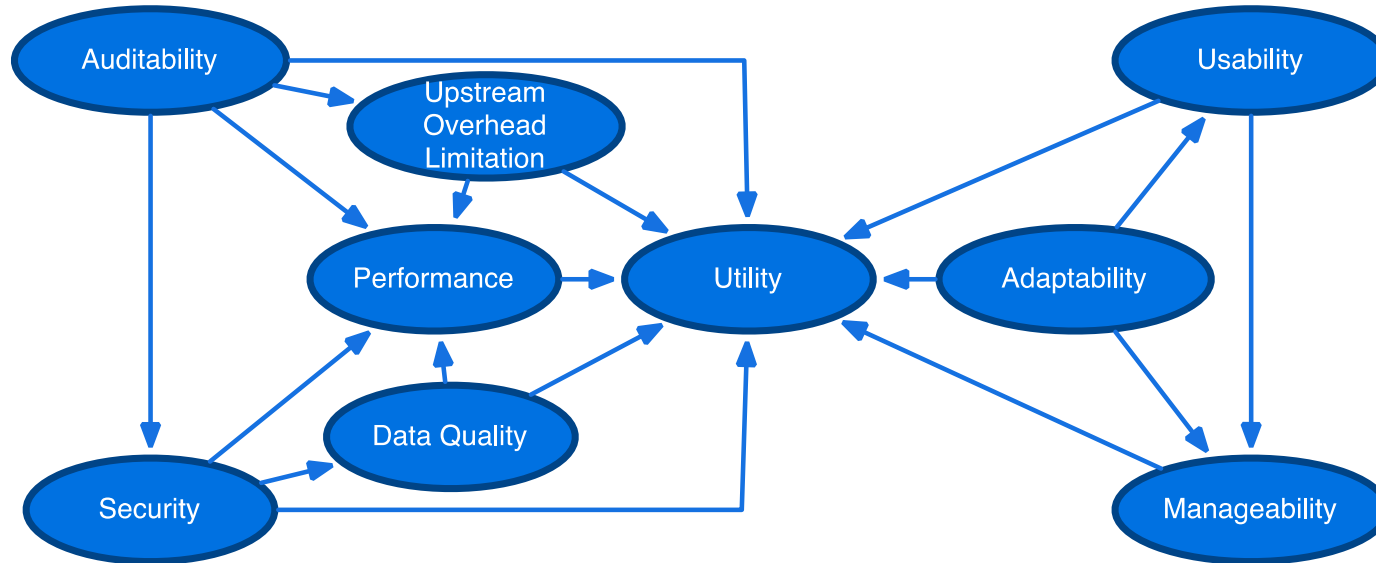 Auditability
Usability
Upstream
Overhead
Limitation
Performance
Utility
Adaptability
Data Quality
Security
Manageability